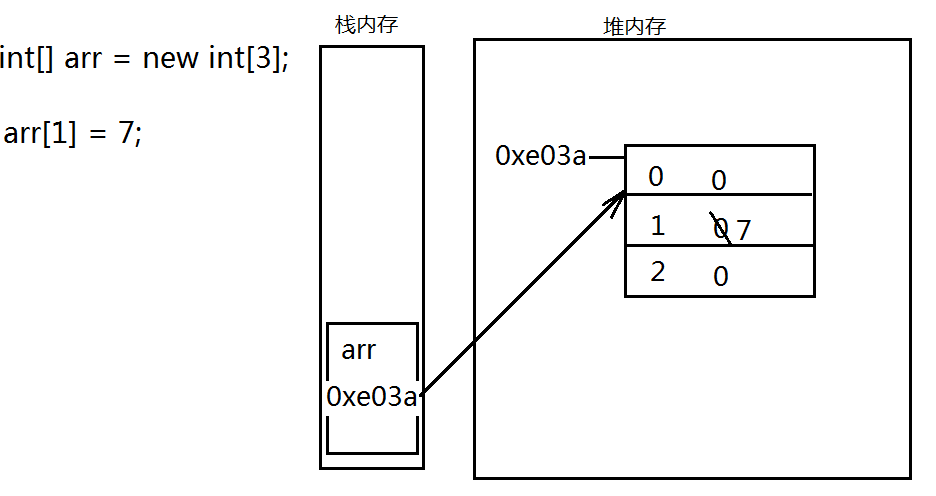 栈内存
堆内存
int[] arr = new int[3];
arr[1] = 7;
0xe03a
0 0
1 0 7
2 0
arr
0xe03a